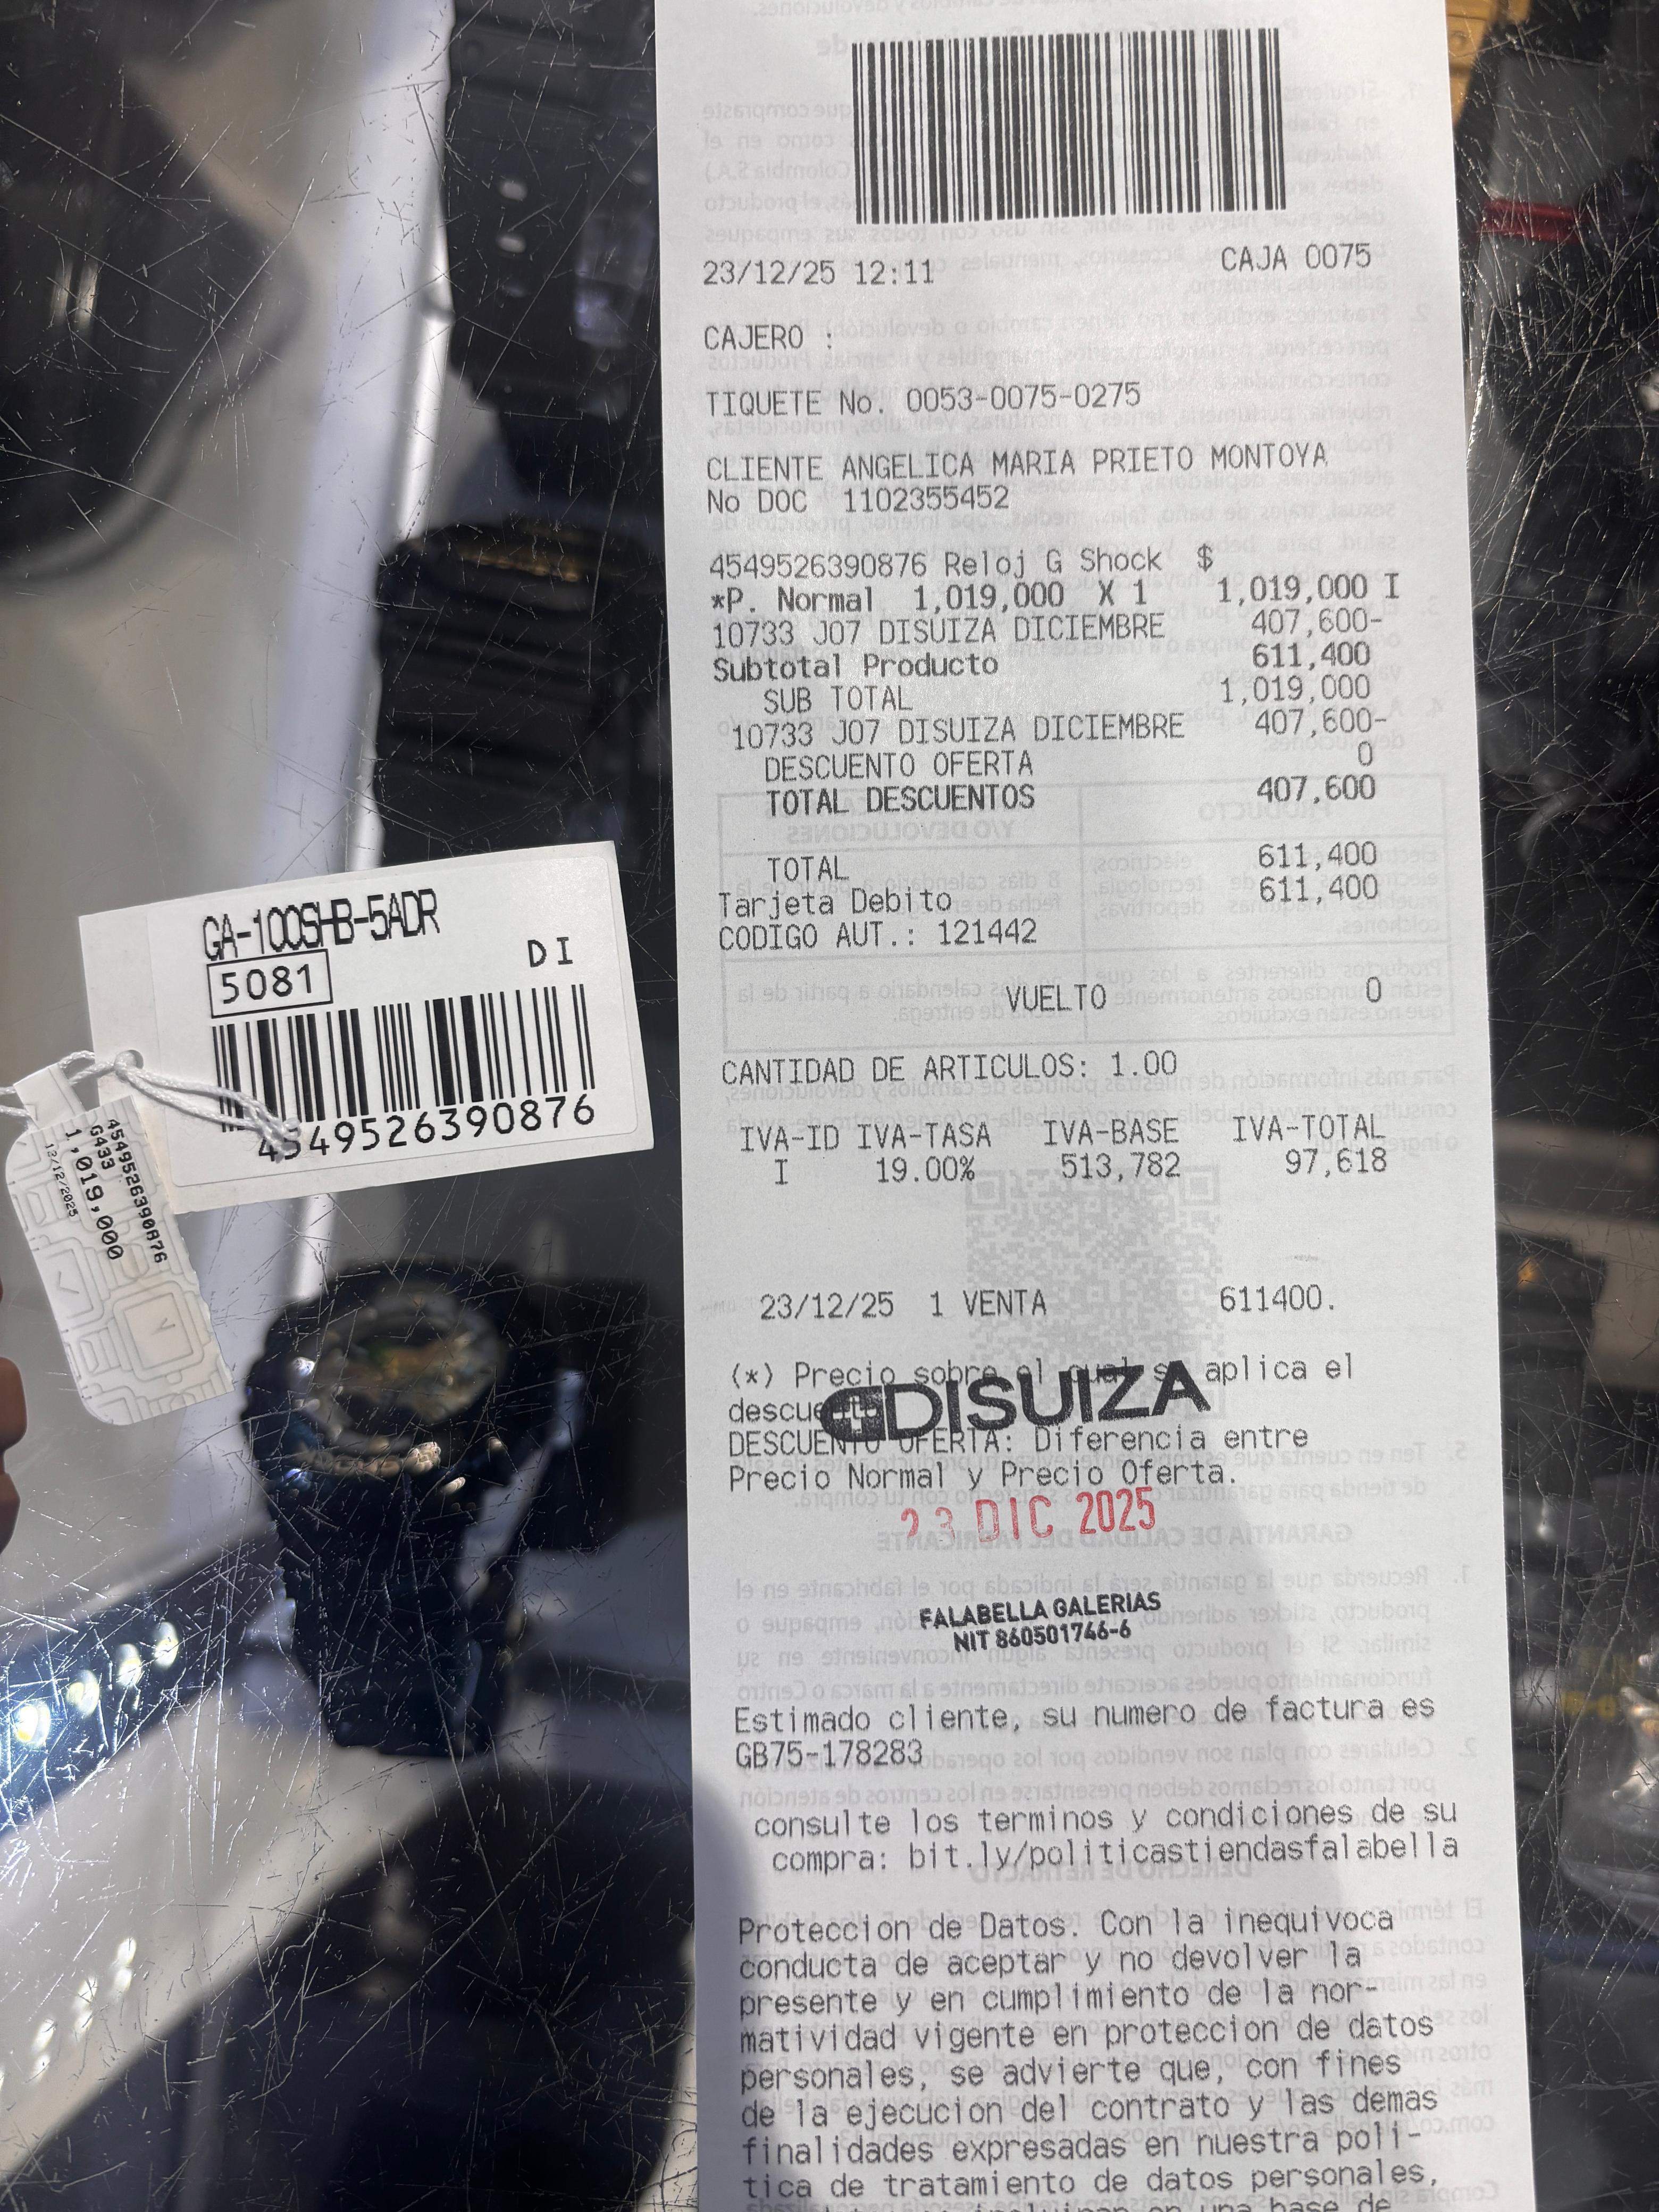 23/12/25 12:11 CAJA 0075
CAJERO :
TIQUETE No. 0053-0075-0275
CLIENTE ANGELICA MARIA PRIETO MONTOYA
No DOC 1102355452
4549526390876 Reloj G Shock $
*P. Normal 1,019,000 X 1 1,019,000 I
10733 J07 DISUIZA DICIEMBRE 407,600-
Subtotal Producto 611,400
SUB TOTAL 1,019,000
10733 J07 DISUIZA DICIEMBRE 407,600-
DESCUENTO OFERTA 0
TOTAL DESCUENTOS 407,600
TOTAL 611,400
Tarjeta Debito 611,400
CODIGO AUT.: 121442
VUELTO 0
CANTIDAD DE ARTICULOS: 1.00
IVA-ID IVA-TASA IVA-BASE IVA-TOTAL
I 19.00% 513,782 97,618
23/12/25 1 VENTA 611400.
(*) Precio sobre el cual se aplica el
descuento
DISUIZA
DESCUENTO OFERTA: Diferencia entre
Precio Normal y Precio Oferta.
23 DIC 2025
FALABELLA GALERIAS
NIT 860501746-6
Estimado cliente, su numero de factura es
GB75-178283
consulte los terminos y condiciones de su
compra: bit.ly/politicastiendasfalabella
Proteccion de Datos. Con la inequivoca
conducta de aceptar y no devolver la
presente y en cumplimiento de la nor-
matividad vigente en proteccion de datos
personales, se advierte que, con fines
de la ejecucion del contrato y las demas
finalidades expresadas en nuestra poli-
tica de tratamiento de datos personales,
GA-100SHB-5ADR
5081 DI
4549526390876
4549526390876
G433
1,019,000
13/12/2025